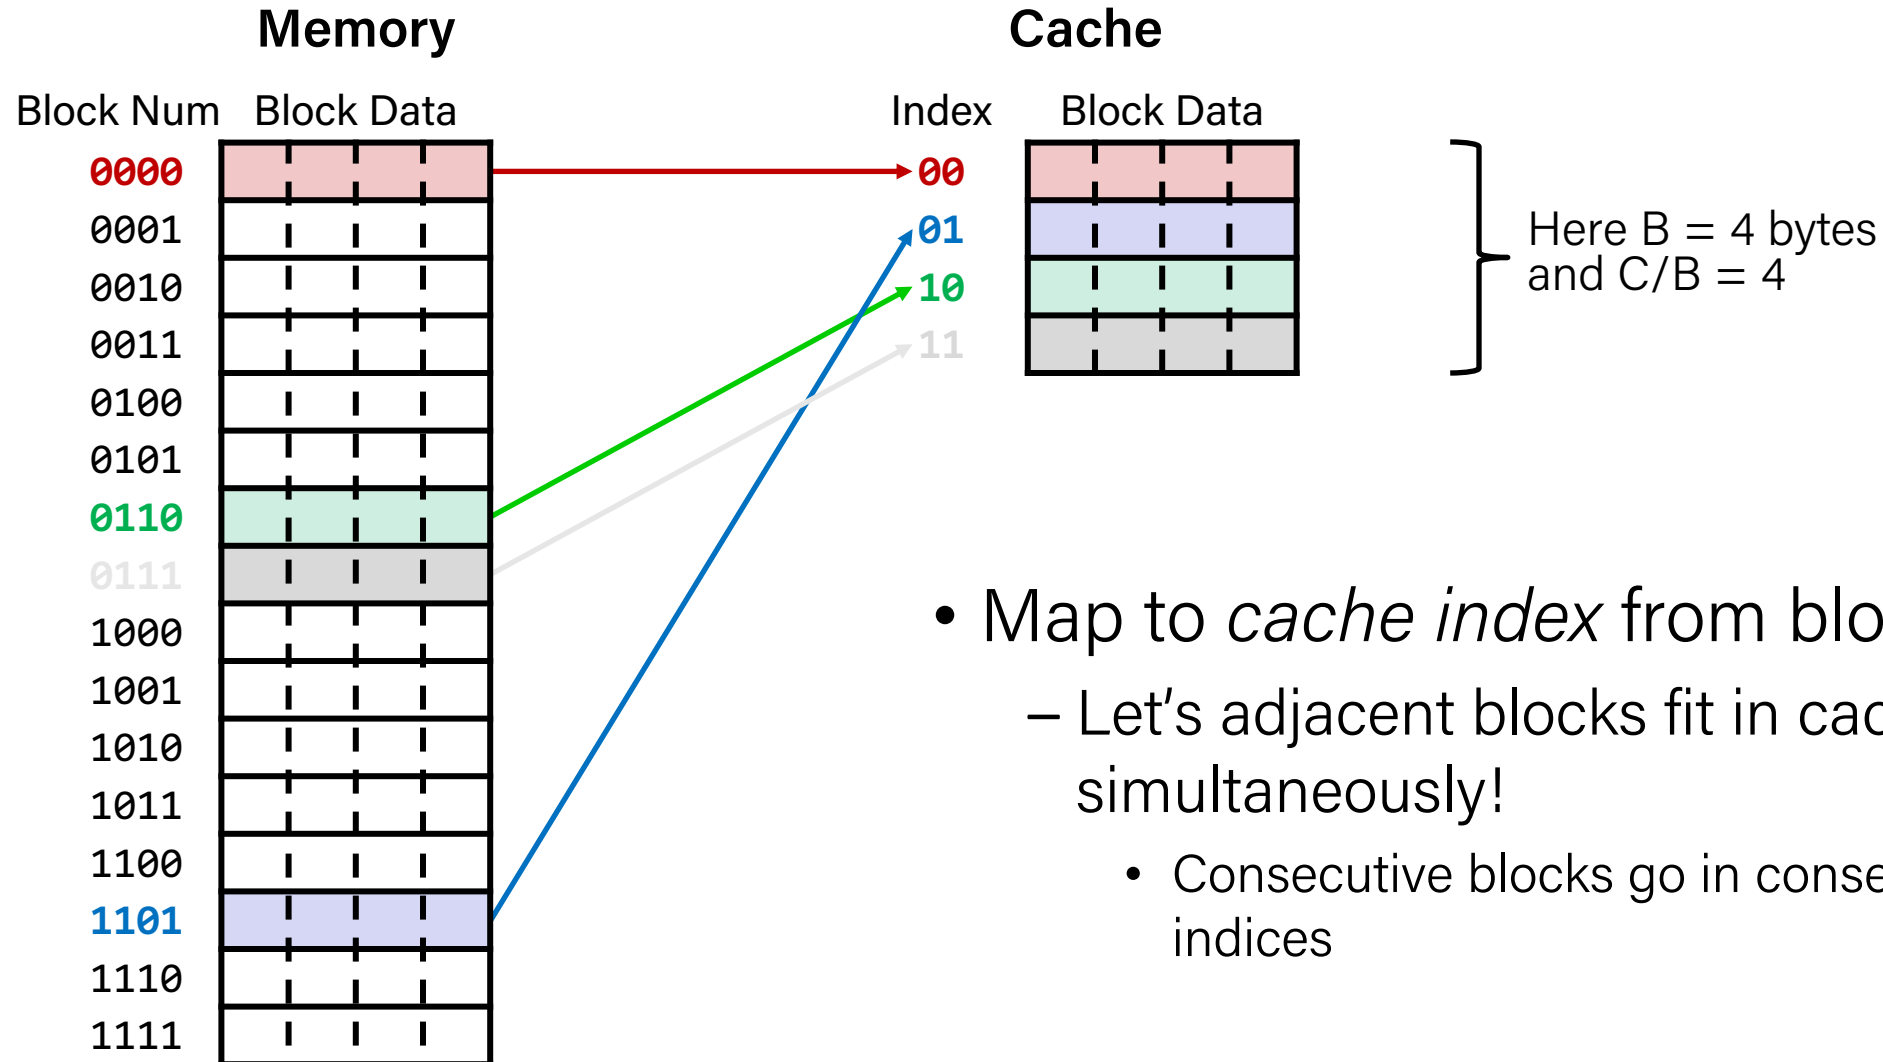 Memory
Cache
Block Num Block Data
Index Block Data
0000
0001
0010
0011
0100
0101
0110
0111
1000
1001
1010
1011
1100
1101
1110
1111
00
01
10
11
Here B = 4 bytes
and C/B = 4
• Map to cache index from blo
– Let's adjacent blocks fit in cac
simultaneously!
• Consecutive blocks go in conse
indices